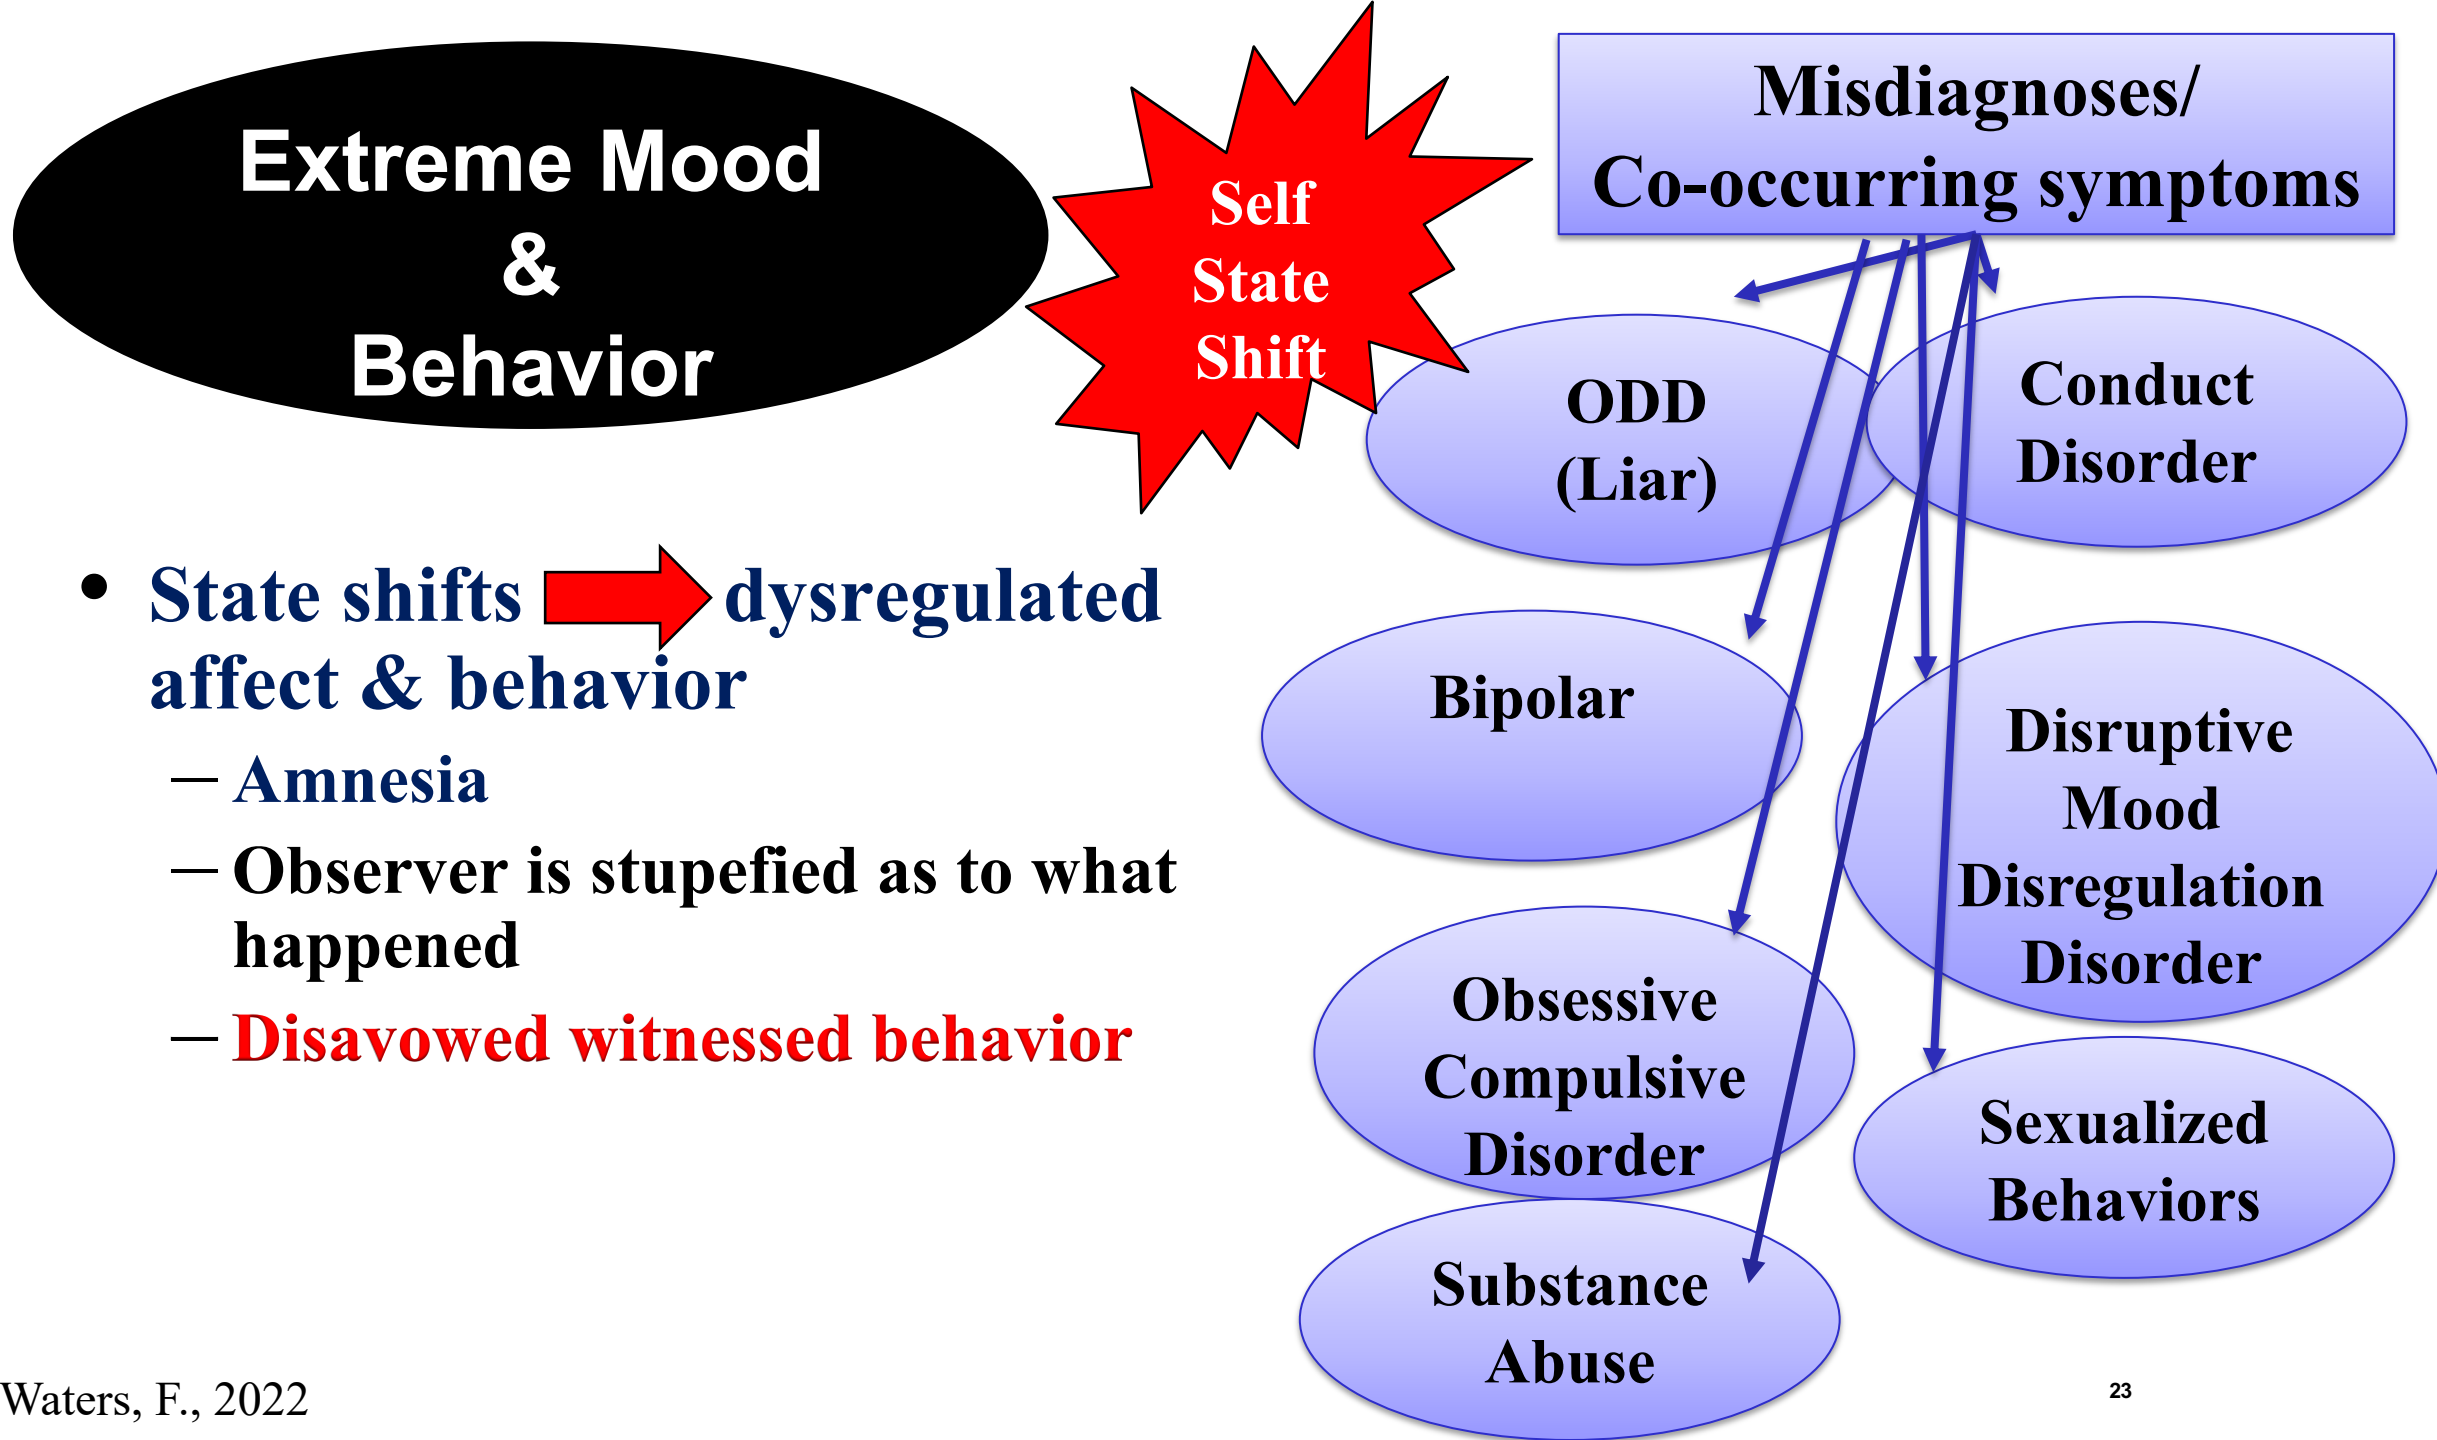 Extreme Mood
&
Behavior
Self
State
Shift
Misdiagnoses/
Co-occurring symptoms
ODD
(Liar)
Conduct
Disorder
• State shifts dysregulated
affect & behavior
– Amnesia
– Observer is stupefied as to what
happened
– Disavowed witnessed behavior
Bipolar
Disruptive
Mood
Disregulation
Disorder
Obsessive
Compulsive
Disorder
Sexualized
Behaviors
Substance
Abuse
Waters, F., 2022
23